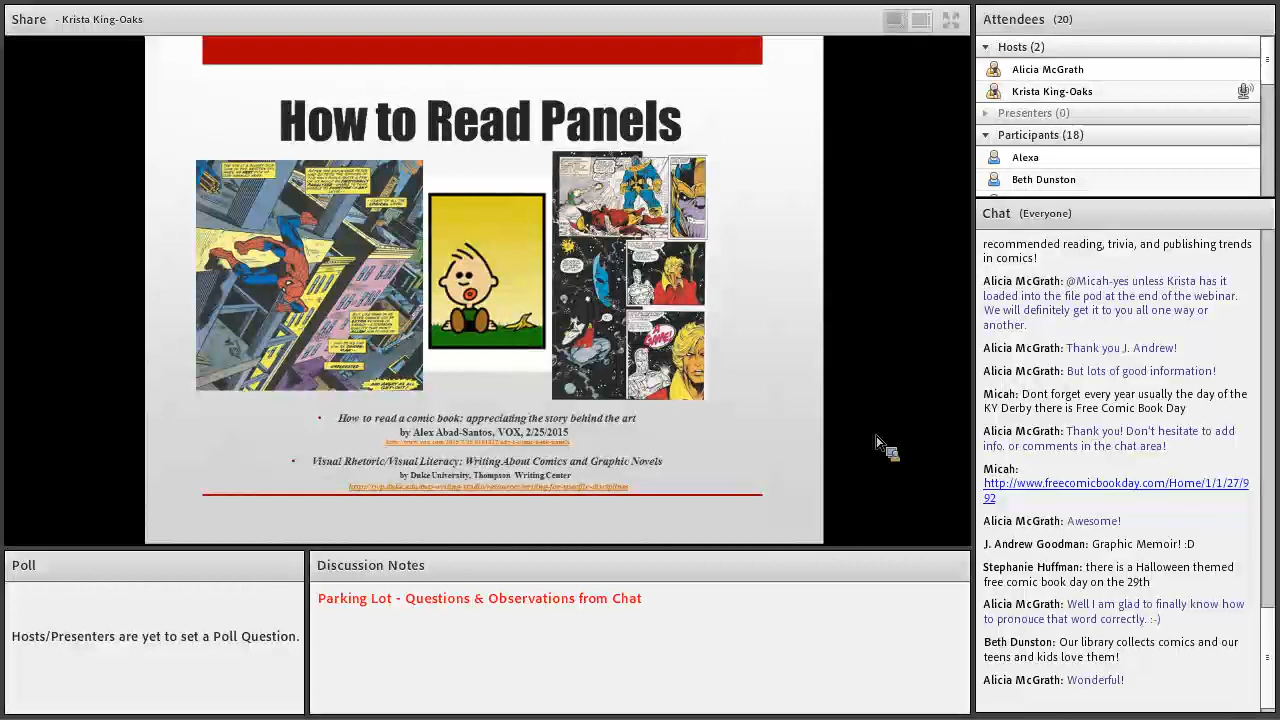 Share - Krista King-Oaks
How to Read Panels
GAME!
• How to read a comic book: appreciating the story behind the art
by Alex Abad-Santos, VOX, 2/25/2015
• Visual Rhetoric/Visual Literacy: Writing About Comics and Graphic Novels
by Duke University, Thompson Writing Center
Poll
Hosts/Presenters are yet to set a Poll Question.
Discussion Notes
Parking Lot - Questions & Observations from Chat
Attendees (20)
Hosts (2)
Alicia McGrath
Krista King-Oaks
Presenters (0)
Participants (18)
Alexa
Beth Dunston
Chat (Everyone)
recommended reading, trivia, and publishing trends
in comics!
Alicia McGrath: @Micah-yes unless Krista has it
loaded into the file pod at the end of the webinar.
We will definitely get it to you all one way or
another.
Alicia McGrath: Thank you J. Andrew!
Alicia McGrath: But lots of good information!
Micah: Dont forget every year usually the day of the
KY Derby there is Free Comic Book Day
Alicia McGrath: Thank you! Don't hesitate to add
info. or comments in the chat area!
Micah:
http://www.freecomicbookday.com/Home/1/1/27/9
92
Alicia McGrath: Awesome!
J. Andrew Goodman: Graphic Memoir! :D
Stephanie Huffman: there is a Halloween themed
free comic book day on the 29th
Alicia McGrath: Well I am glad to finally know how
to pronouce that word correctly. :-)
Beth Dunston: Our library collects comics and our
teens and kids love them!
Alicia McGrath: Wonderful!